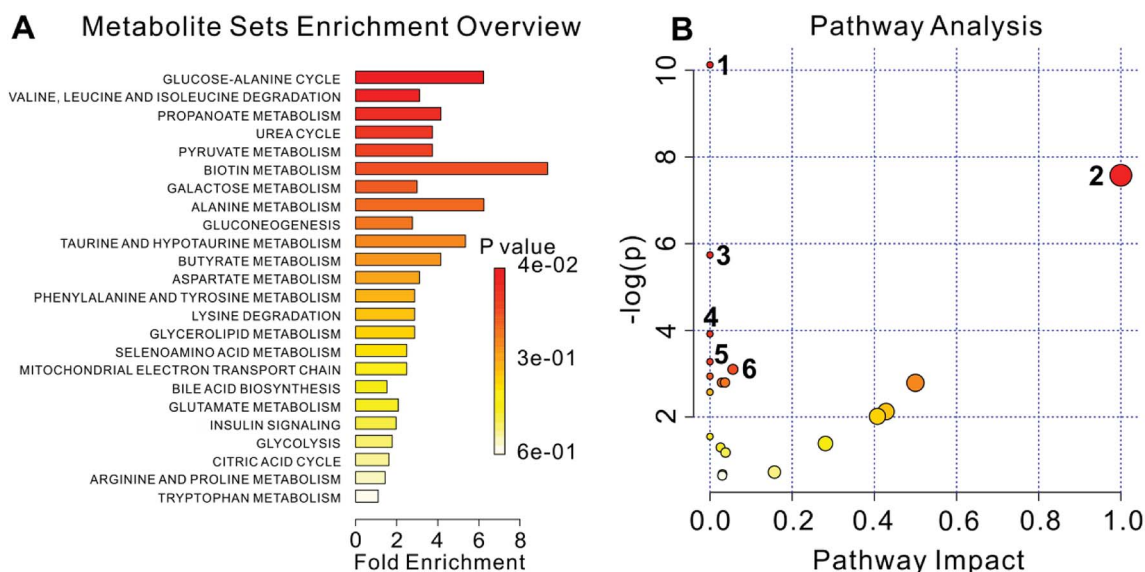 A Metabolite Sets Enrichment Overview
GLUCOSE-ALANINE CYCLE
VALINE, LEUCINE AND ISOLEUCINE DEGRADATION
PROPANOATE METABOLISM
UREA CYCLE
PYRUVATE METABOLISM
BIOTIN METABOLISM
GALACTOSE METABOLISM
ALANINE METABOLISM
GLUCONEOGENESIS
TAURINE AND HYPOTAURINE METABOLISM
BUTYRATE METABOLISM
ASPARTATE METABOLISM
PHENYLALANINE AND TYROSINE METABOLISM
LYSINE DEGRADATION
GLYCEROLIPID METABOLISM
SELENOAMINO ACID METABOLISM
MITOCHONDRIAL ELECTRON TRANSPORT CHAIN
BILE ACID BIOSYNTHESIS
GLUTAMATE METABOLISM
INSULIN SIGNALING
GLYCOLYSIS
CITRIC ACID CYCLE
ARGININE AND PROLINE METABOLISM
TRYPTOPHAN METABOLISM
P value
4e-02
3e-01
6e-01
0 2 4 6 8
Fold Enrichment
B Pathway Analysis
-log(p)
10
8
6
4
2
1
2
3
4
5
6
0.0 0.2 0.4 0.6 0.8 1.0
Pathway Impact